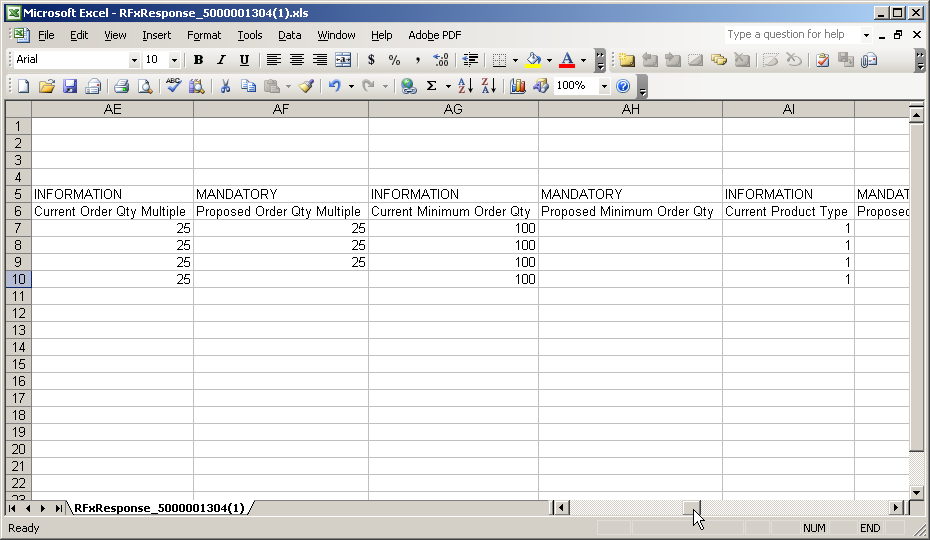 Microsoft Excel - RFxResponse_5000001304(1).xls
File Edit View Insert Format Tools Data Window Help Adobe PDF Type a question for help
Arial 10 B I U $ % , A
Σ 100%
AE AF AG AH AI
1
2
3
4
5 INFORMATION MANDATORY INFORMATION MANDATORY INFORMATION MANDAT
6 Current Order Qty Multiple Proposed Order Qty Multiple Current Minimum Order Qty Proposed Minimum Order Qty Current Product Type Proposed
7 25 25 100 1
8 25 25 100 1
9 25 25 100 1
10 25 100 1
11
12
13
14
15
16
17
18
19
20
21
22
23
RFxResponse_5000001304(1)
Ready NUM END